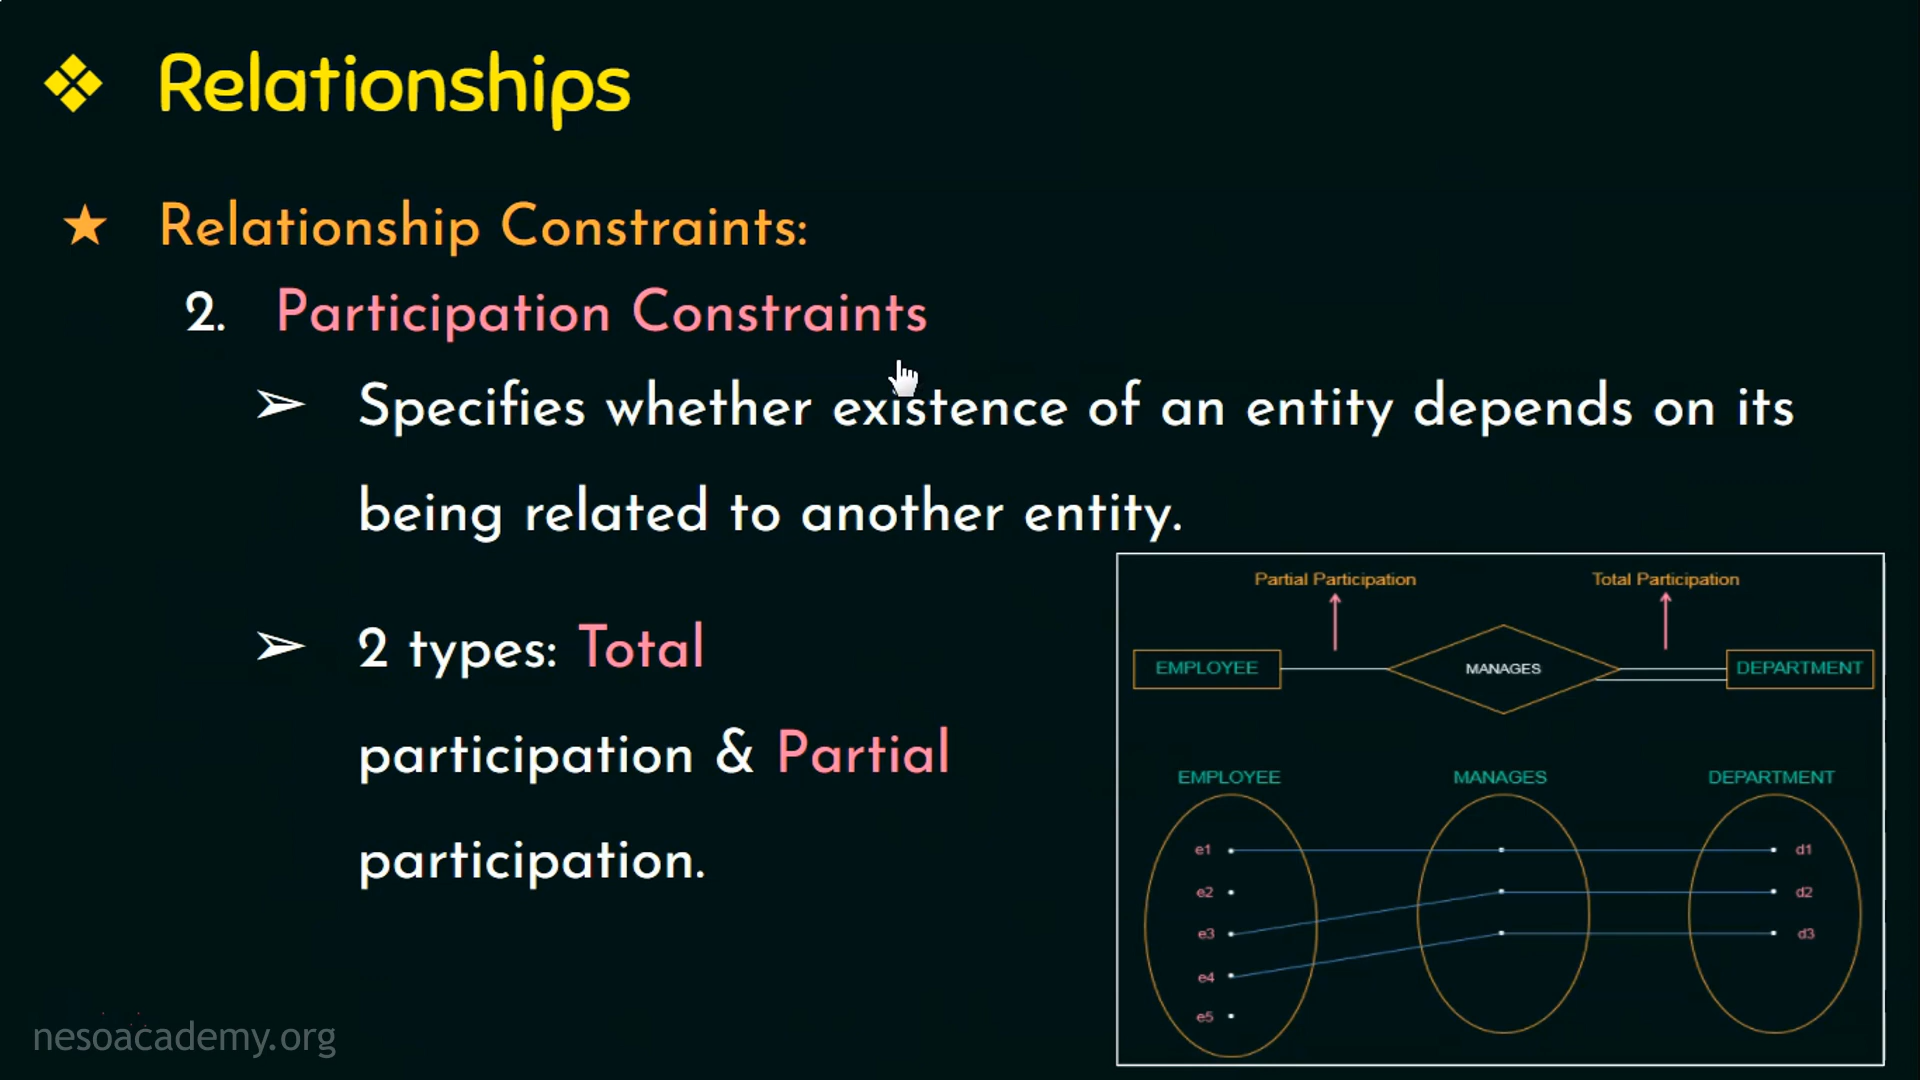 Relationships
Relationship Constraints:
2. Participation Constraints
Specifies whether existence of an entity depends on its
being related to another entity.
2 types: Total
participation & Partial
participation.
Partial Participation Total Participation
EMPLOYEE MANAGES DEPARTMENT
EMPLOYEE MANAGES DEPARTMENT
e1 d1
e2 d2
e3 d3
e4
e5
nesoacademy.org